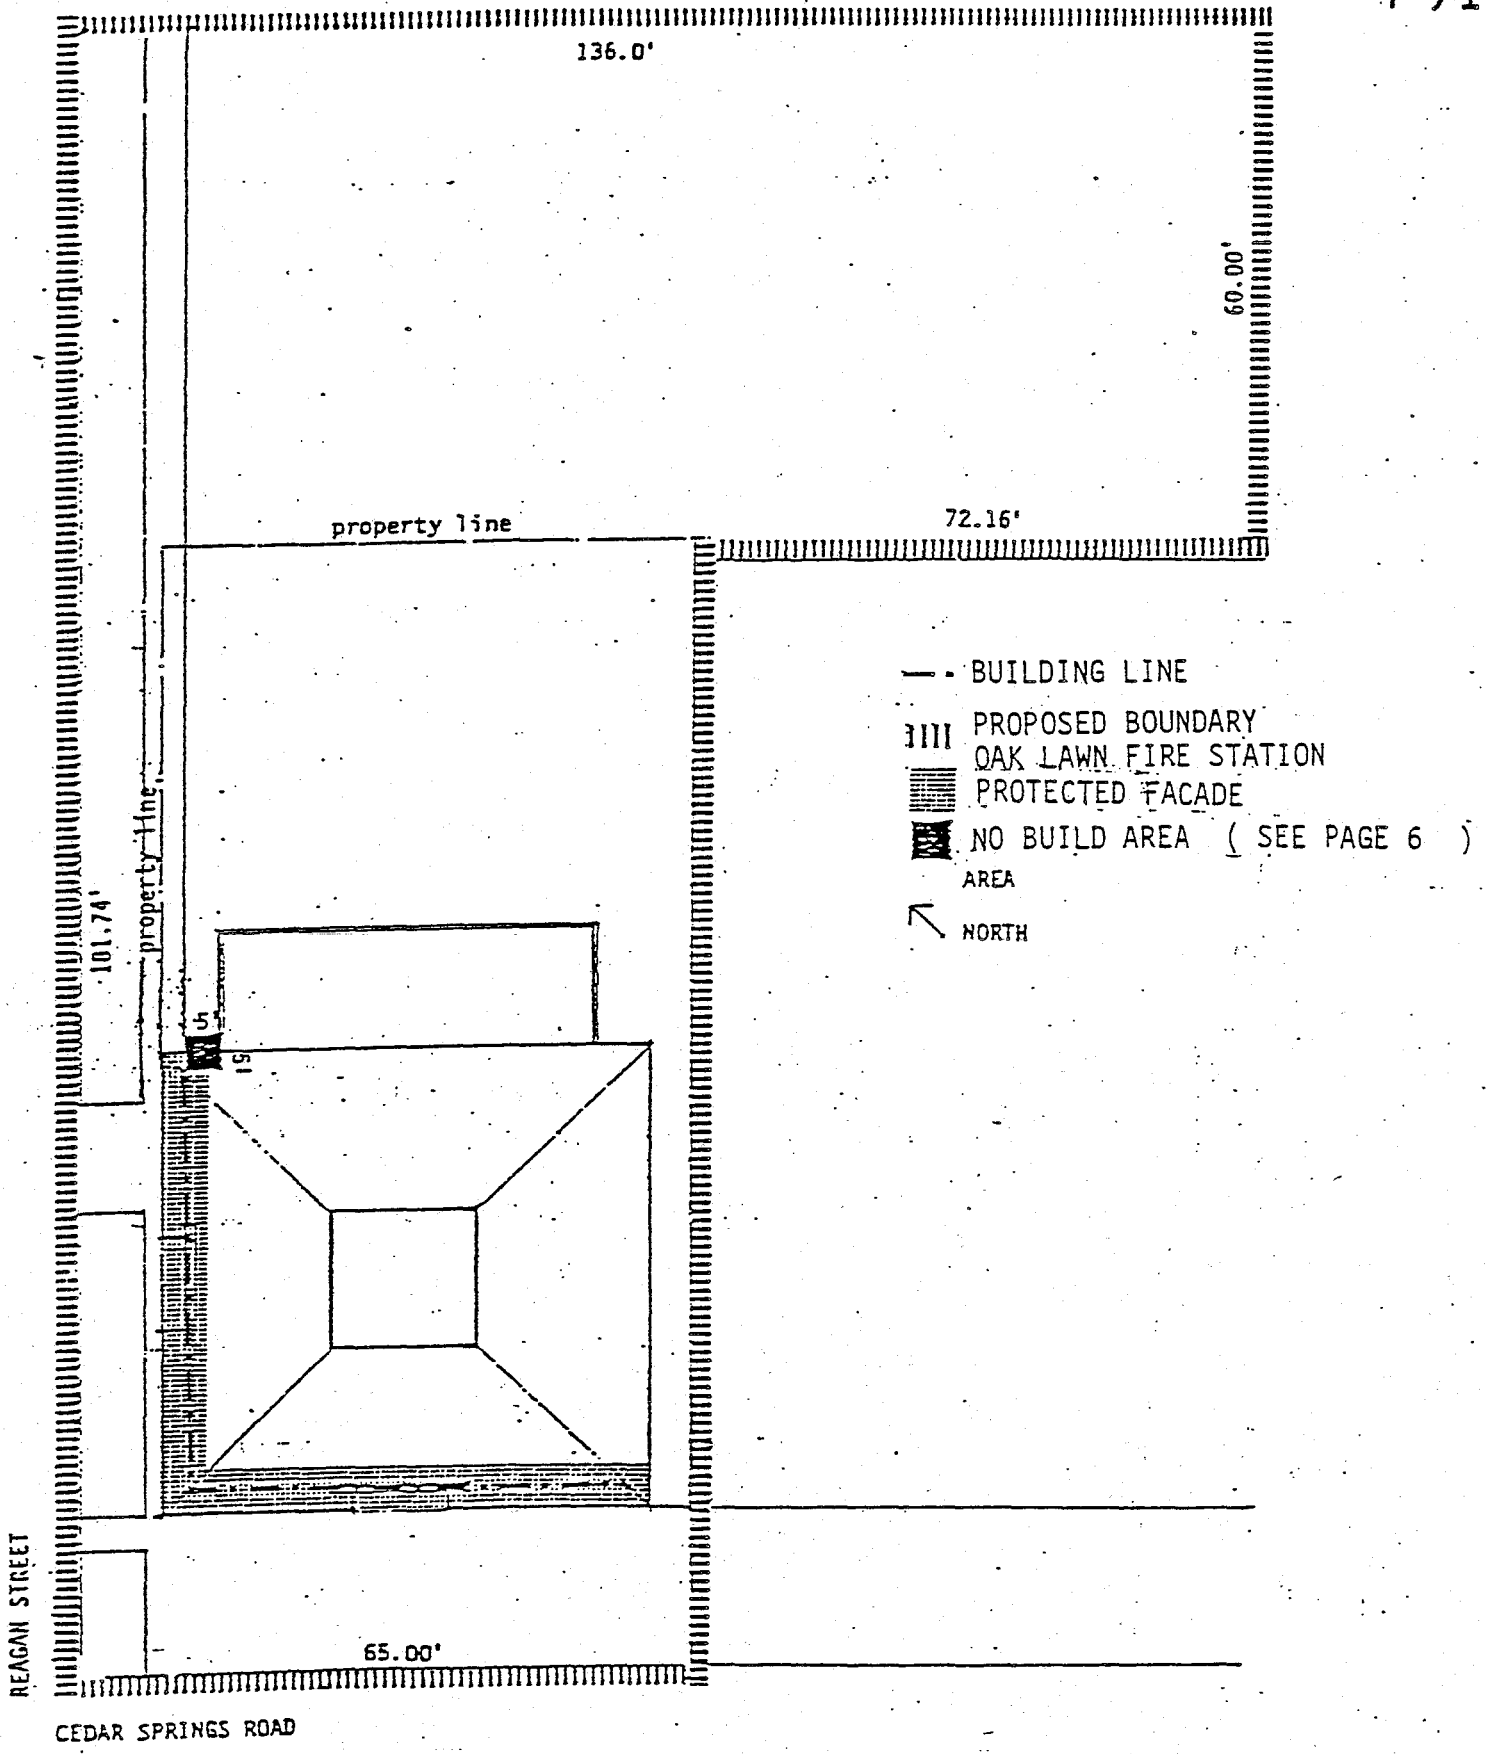 136.0'
60.00'
property line
72.16'
— - BUILDING LINE
PROPOSED BOUNDARY
OAK LAWN FIRE STATION
PROTECTED FACADE
NO BUILD AREA ( SEE PAGE 6 )
AREA
NORTH
property line
101.74'
5'
5'
REAGAN STREET
65.00'
CEDAR SPRINGS ROAD